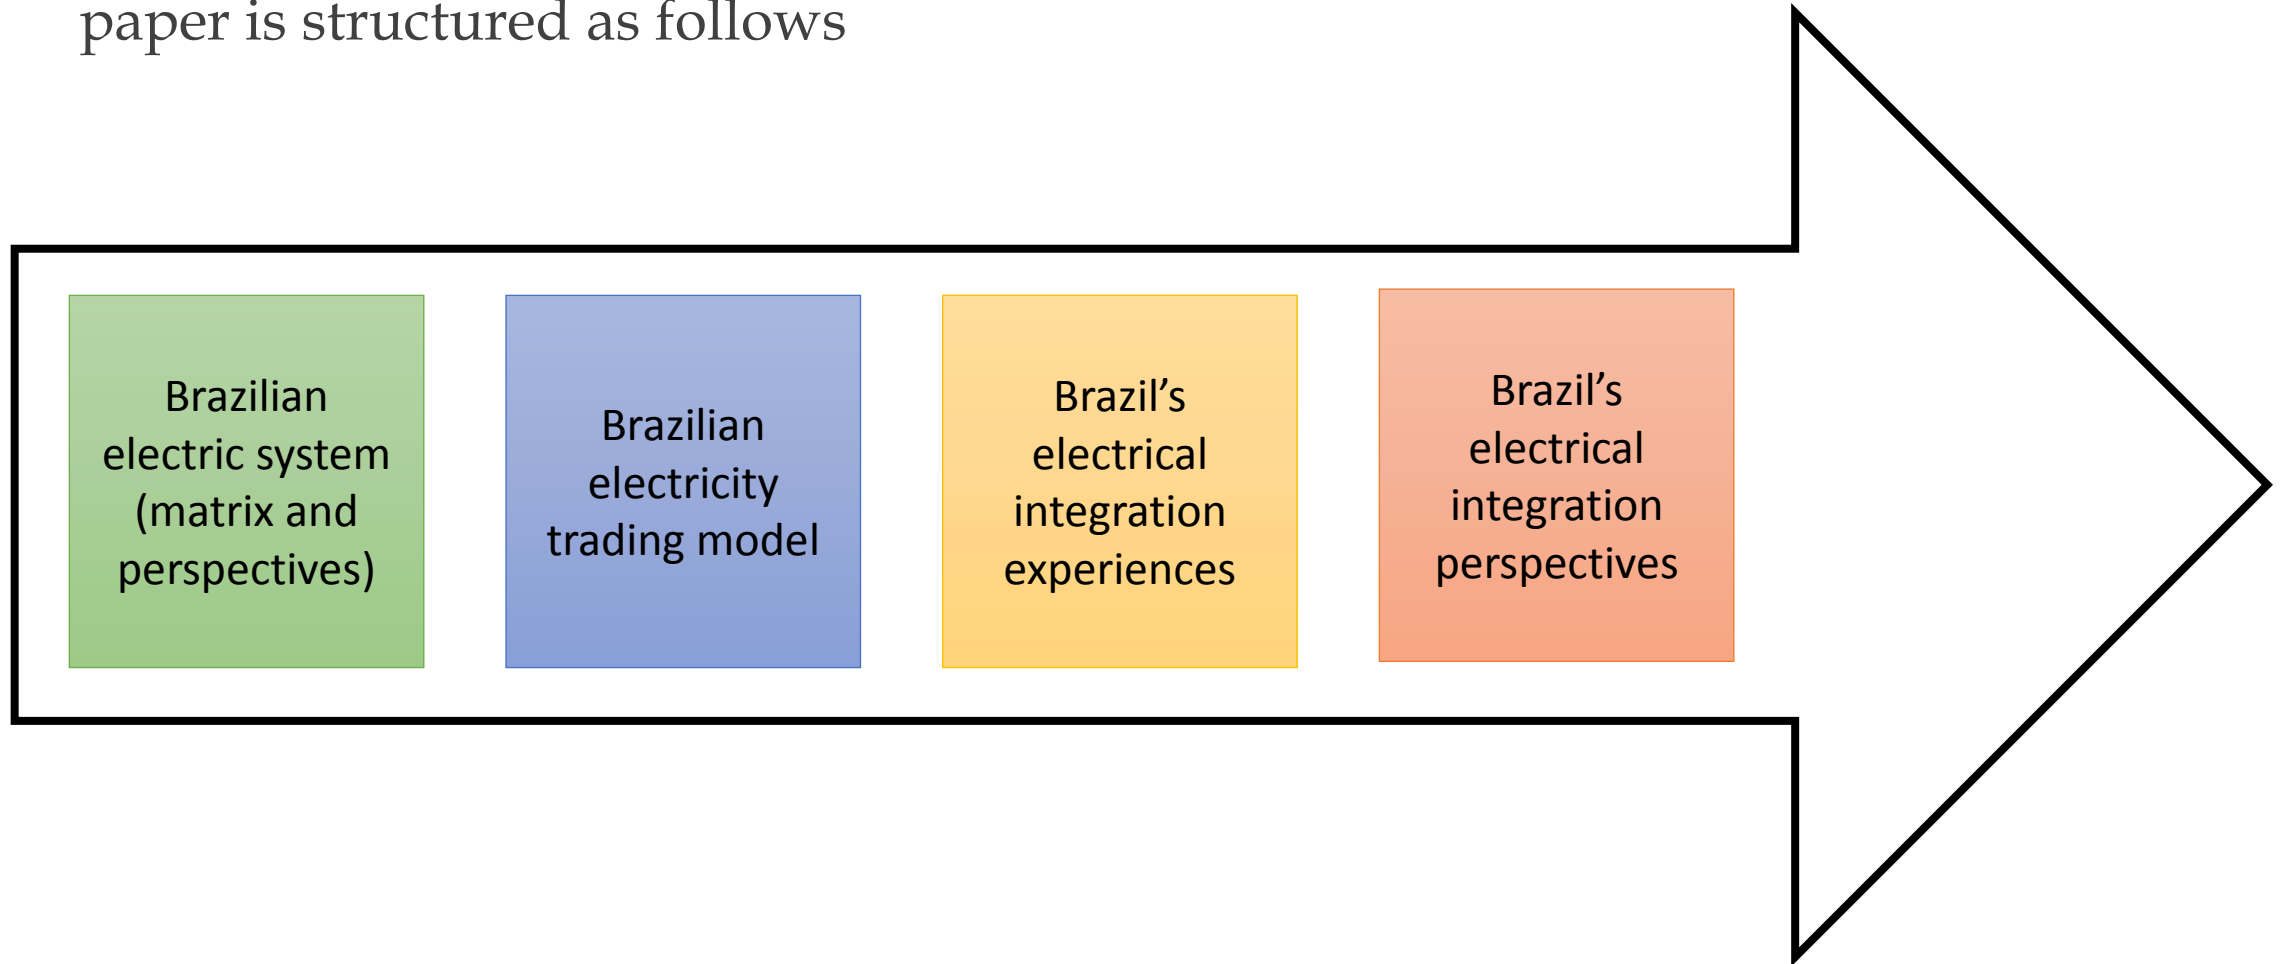 paper is structured as follows
Brazilian
electric system
(matrix and
perspectives)
Brazilian
electricity
trading model
Brazil’s
electrical
integration
experiences
Brazil’s
electrical
integration
perspectives